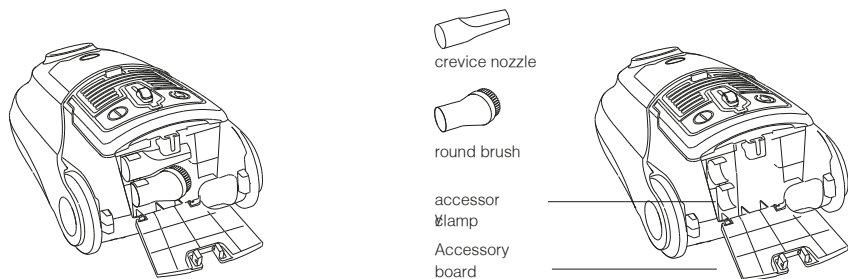 crevice nozzle
round brush
accessor
y
clamp
Accessory
board